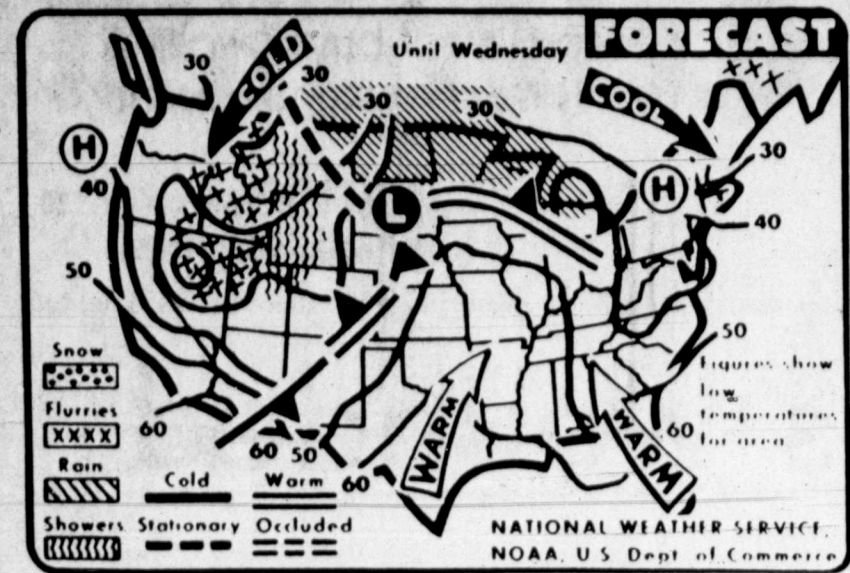 FORECAST
Until Wednesday
COLD
COOL
30
30
30
30
30
H
H
L
40
40
50
50
60
60
60
50
60
WARM
WARM
Snow
Flurries
XXXX
Rain
Showers
Cold
Warm
Stationary
Occluded
Figures show
low
temperatures
for area
NATIONAL WEATHER SERVICE,
NOAA, U S Dept of Commerce